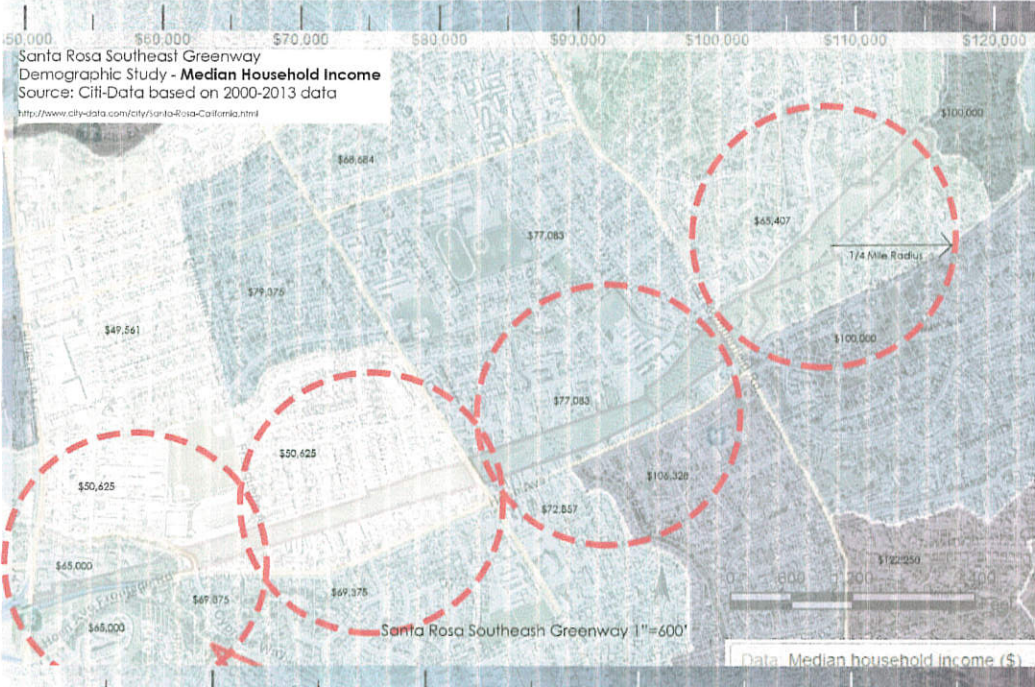 $50,000 $60,000 $70,000 $80,000 $90,000 $100,000 $110,000 $120,000
Santa Rosa Southeast Greenway
Demographic Study - Median Household Income
Source: Citi-Data based on 2000-2013 data
http://www.city-data.com/city/Santa-Rosa-California.html
$100,000
$68,684
$65,407
$77,083
1/4 Mile Radius
$79,375
$49,561
$100,000
$77,083
$50,625
$106,328
$50,625
$72,857
$65,000
$122,250
$69,375
$69,375
$65,000
Santa Rosa Southeash Greenway 1"=600'
Data: Median household income ($)